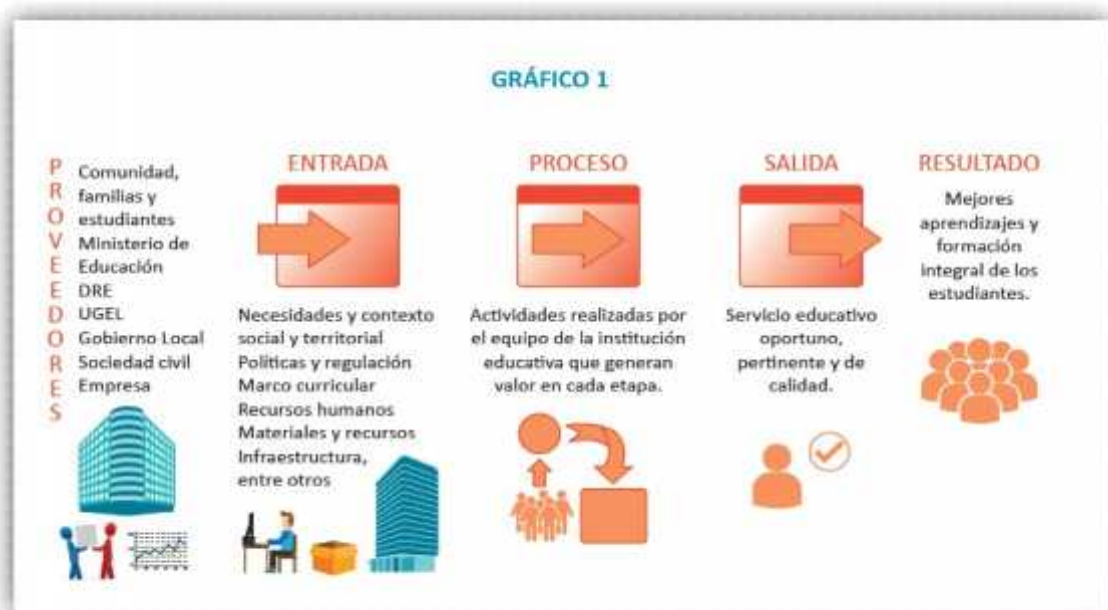 GRÁFICO 1
PROVEEDORES
Comunidad,
familias y
estudiantes
Ministerio de
Educación
DRE
UGEL
Gobierno Local
Sociedad civil
Empresa
ENTRADA
Necesidades y contexto
social y territorial
Políticas y regulación
Marco curricular
Recursos humanos
Materiales y recursos
Infraestructura,
entre otros
PROCESO
Actividades realizadas por
el equipo de la institución
educativa que generan
valor en cada etapa.
SALIDA
Servicio educativo
oportuno,
pertinente y de
calidad.
RESULTADO
Mejores
aprendizajes y
formación
integral de los
estudiantes.